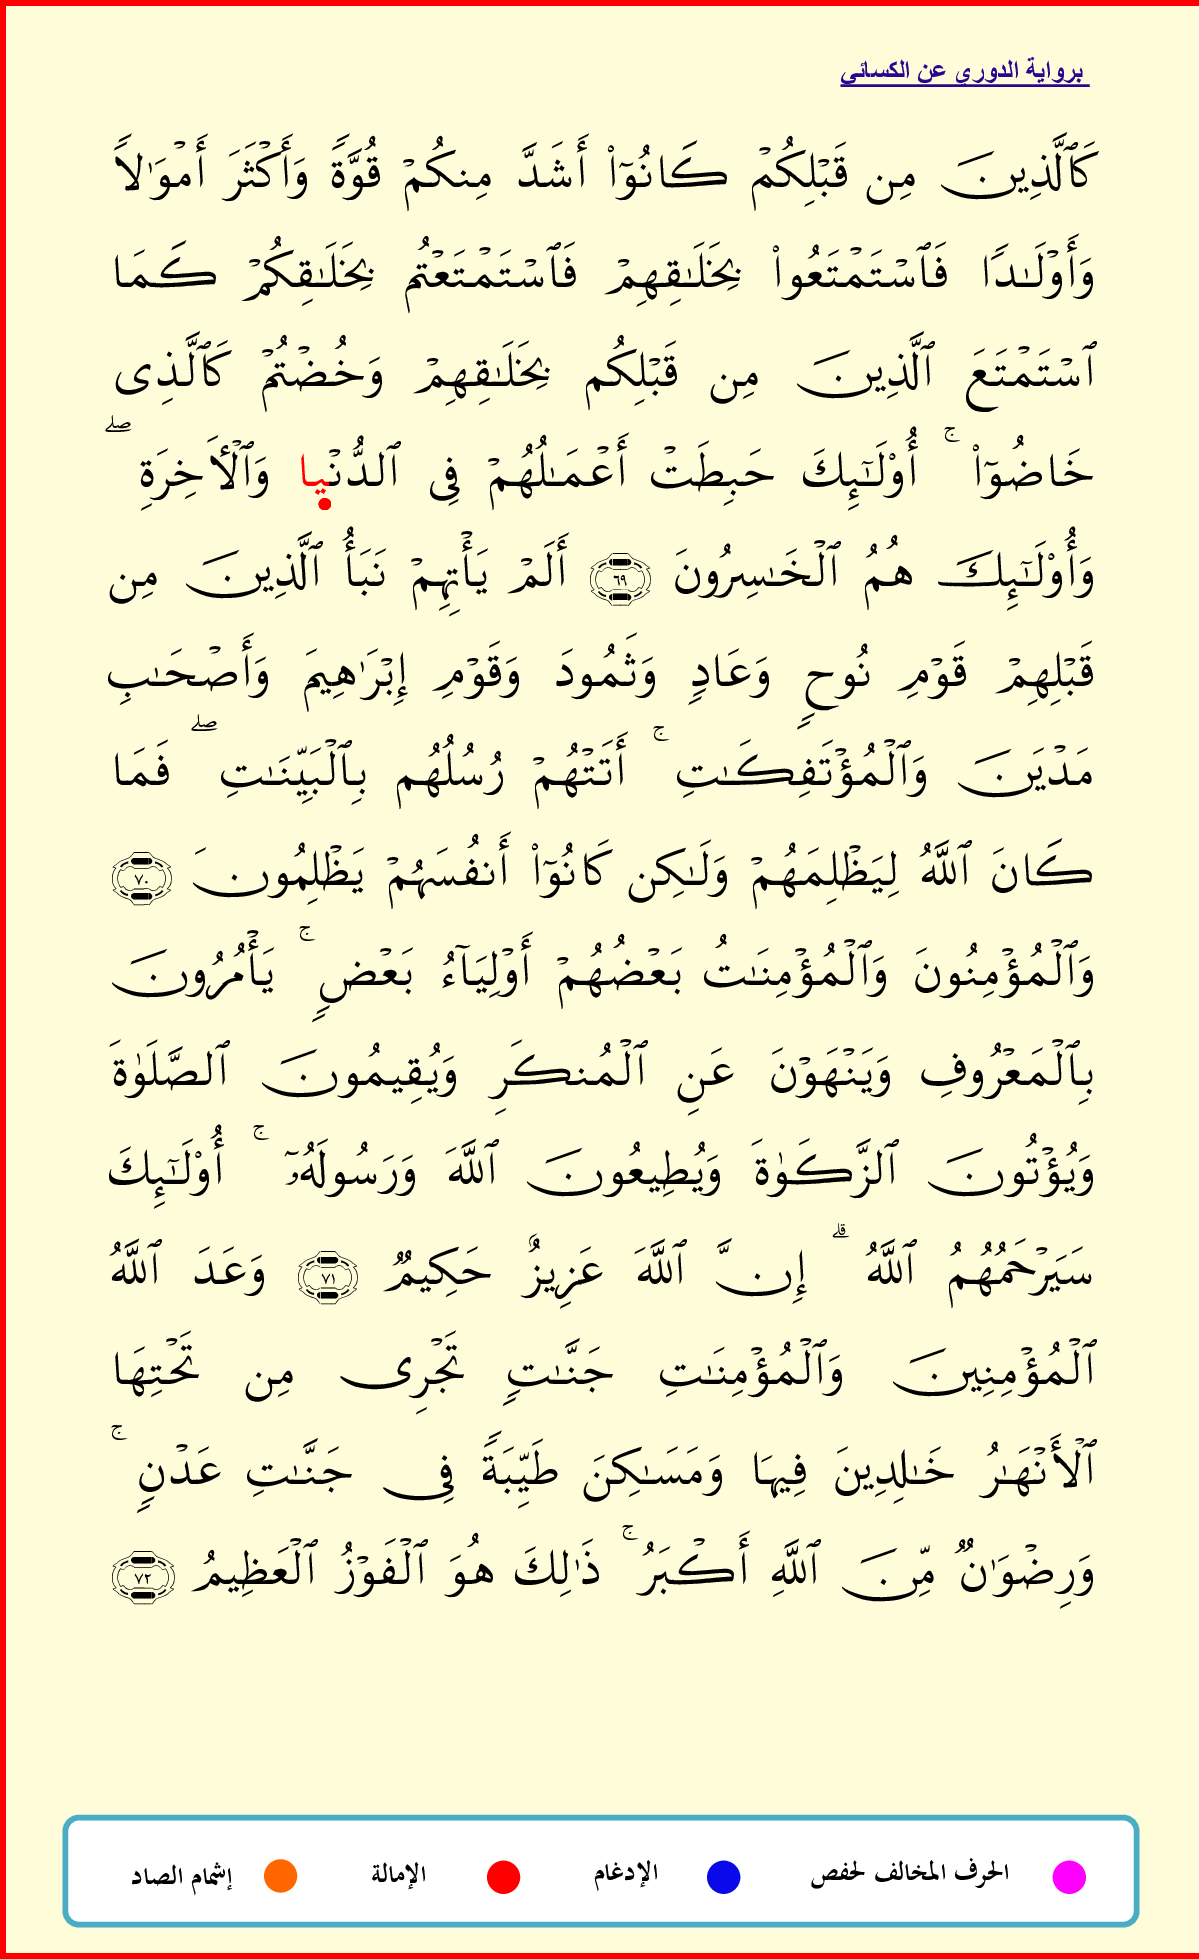 برواية الدوري عن الكسائي
كَٱلَّذِينَ مِن قَبۡلِكُمۡ كَانُوٓاْ أَشَدَّ مِنكُمۡ قُوَّةً وَأَكۡثَرَ أَمۡوَٰلاً
وَأَوۡلَٰدًا فَٱسۡتَمۡتَعُواْ بِخَلَٰقِهِمۡ فَٱسۡتَمۡتَعۡتُم بِخَلَٰقِكُمۡ كَمَا
ٱسۡتَمۡتَعَ ٱلَّذِينَ مِن قَبۡلِكُم بِخَلَٰقِهِمۡ وَخُضۡتُمۡ كَٱلَّذِى
خَاضُوٓاْ ۚ أُوْلَٰٓئِكَ حَبِطَتۡ أَعۡمَٰلُهُمۡ فِى ٱلدُّنۡيا وَٱلۡأَخِرَةِ ۖ
وَأُوْلَٰٓئِكَ هُمُ ٱلۡخَٰسِرُونَ ٦٩ أَلَمۡ يَأۡتِهِمۡ نَبَأُ ٱلَّذِينَ مِن
قَبۡلِهِمۡ قَوۡمِ نُوحٍ وَعَادٍ وَثَمُودَ وَقَوۡمِ إِبۡرَٰهِيمَ وَأَصۡحَٰبِ
مَدۡيَنَ وَٱلۡمُؤۡتَفِكَٰتِ ۚ أَتَتۡهُمۡ رُسُلُهُم بِٱلۡبَيِّنَٰتِ ۖ فَمَا
كَانَ ٱللَّهُ لِيَظۡلِمَهُمۡ وَلَٰكِن كَانُوٓاْ أَنفُسَهُمۡ يَظۡلِمُونَ ٧٠
وَٱلۡمُؤۡمِنُونَ وَٱلۡمُؤۡمِنَٰتُ بَعۡضُهُمۡ أَوۡلِيَآءُ بَعۡضٍ ۚ يَأۡمُرُونَ
بِٱلۡمَعۡرُوفِ وَيَنۡهَوۡنَ عَنِ ٱلۡمُنكَرِ وَيُقِيمُونَ ٱلصَّلَوٰةَ
وَيُؤۡتُونَ ٱلزَّكَوٰةَ وَيُطِيعُونَ ٱللَّهَ وَرَسُولَهُۥٓ ۚ أُوْلَٰٓئِكَ
سَيَرۡحَمُهُمُ ٱللَّهُ ۗ إِنَّ ٱللَّهَ عَزِيزٌ حَكِيمٌ ٧١ وَعَدَ ٱللَّهُ
ٱلۡمُؤۡمِنِينَ وَٱلۡمُؤۡمِنَٰتِ جَنَّٰتٍ تَجۡرِى مِن تَحۡتِهَا
ٱلۡأَنۡهَٰرُ خَٰلِدِينَ فِيهَا وَمَسَٰكِنَ طَيِّبَةً فِى جَنَّٰتِ عَدۡنٍ ۚ
وَرِضۡوَٰنٌ مِّنَ ٱللَّهِ أَكۡبَرُ ۚ ذَٰلِكَ هُوَ ٱلۡفَوۡزُ ٱلۡعَظِيمُ ٧٢
الحرف المخالف لحفص الإدغام الإمالة إشمام الصاد